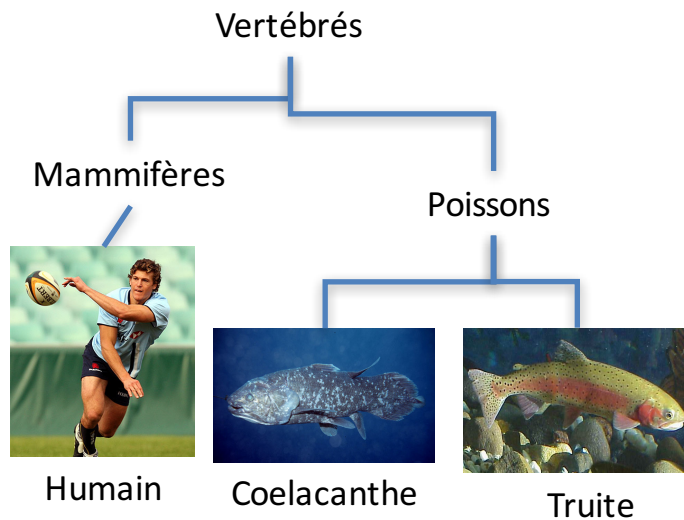 Vertébrés
Mammifères
Poissons
Humain
Coelacanthe
Truite